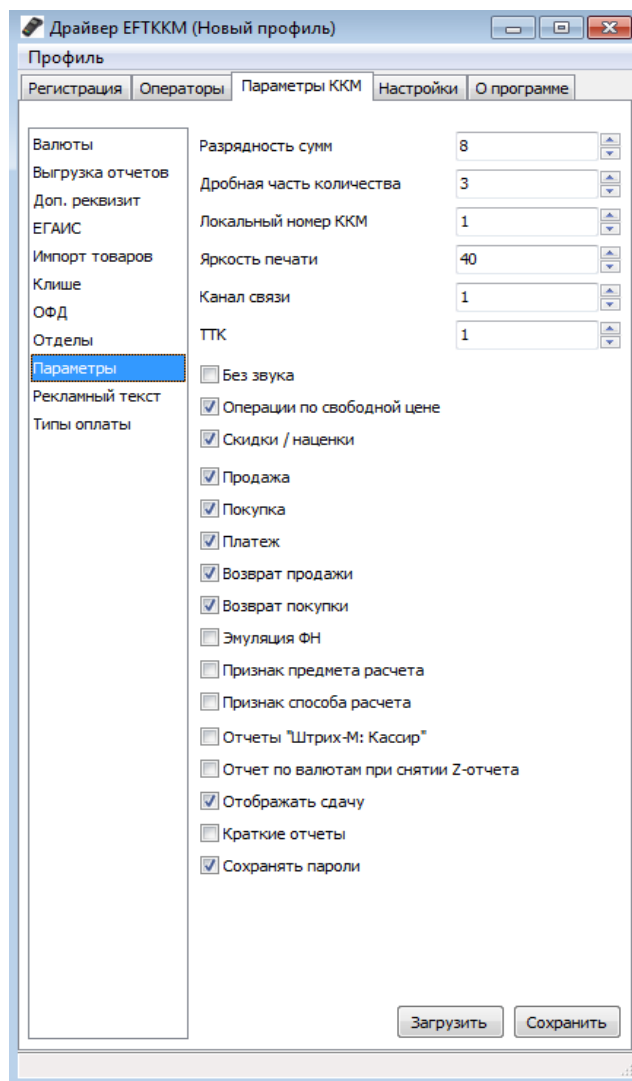 Драйвер EFTKKM (Новый профиль)
Профиль
Регистрация Операторы Параметры ККМ Настройки О программе
Валюты
Выгрузка отчетов
Доп. реквизит
ЕГАИС
Импорт товаров
Клише
ОФД
Отделы
Параметры
Рекламный текст
Типы оплаты
Разрядность сумм 8
Дробная часть количества 3
Локальный номер ККМ 1
Яркость печати 40
Канал связи 1
ТТК 1
Без звука
Операции по свободной цене
Скидки / наценки
Продажа
Покупка
Платеж
Возврат продажи
Возврат покупки
Эмуляция ФН
Признак предмета расчета
Признак способа расчета
Отчеты "Штрих-М: Кассир"
Отчет по валютам при снятии Z-отчета
Отображать сдачу
Краткие отчеты
Сохранять пароли
Загрузить Сохранить